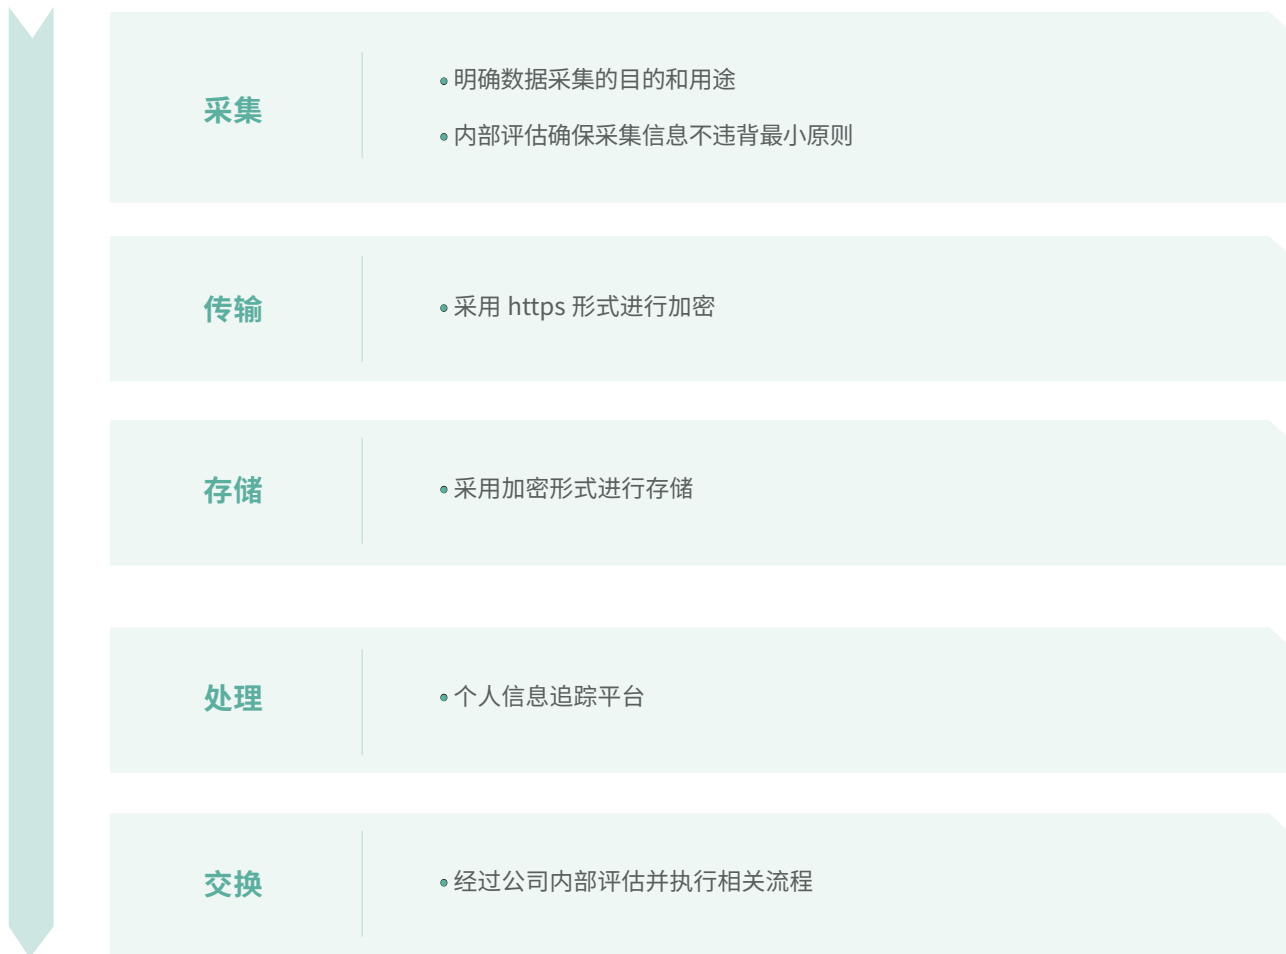 采集
• 明确数据采集的目的和用途
• 内部评估确保采集信息不违背最小原则
传输
• 采用 https 形式进行加密
存储
• 采用加密形式进行存储
处理
• 个人信息追踪平台
交换
• 经过公司内部评估并执行相关流程